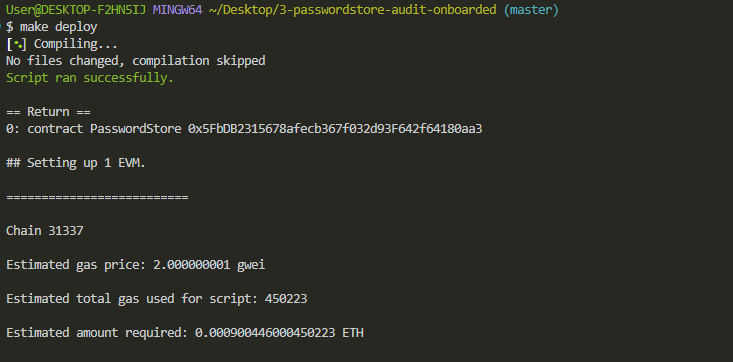 User@DESKTOP-F2HN5IJ MINGW64 ~/Desktop/3-passwordstore-audit-onboarded (master)
$ make deploy
[⠢] Compiling...
No files changed, compilation skipped
Script ran successfully.
== Return ==
0: contract PasswordStore 0x5FbDB2315678afecb367f032d93F642f64180aa3
## Setting up 1 EVM.
==========================
Chain 31337
Estimated gas price: 2.000000001 gwei
Estimated total gas used for script: 450223
Estimated amount required: 0.000900446000450223 ETH